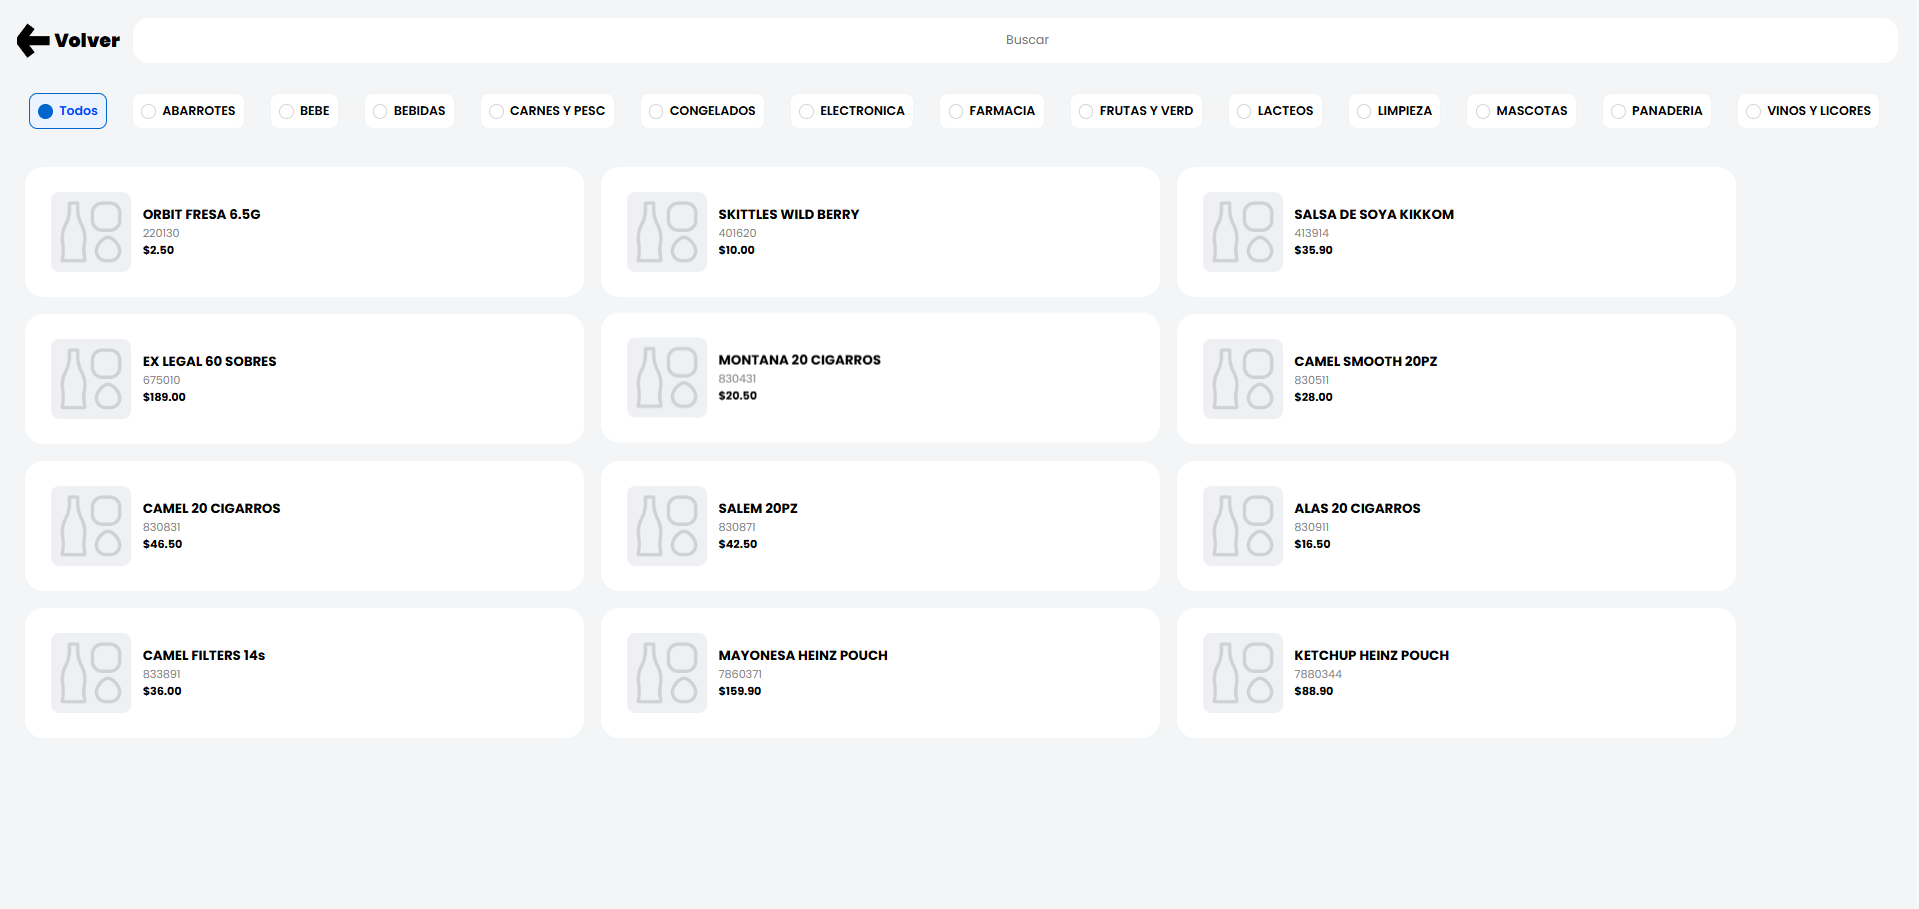 Volver
Buscar
Todos
ABARROTES
BEBE
BEBIDAS
CARNES Y PESC
CONGELADOS
ELECTRONICA
FARMACIA
FRUTAS Y VERD
LACTEOS
LIMPIEZA
MASCOTAS
PANADERIA
VINOS Y LICORES
ORBIT FRESA 6.5G
220130
$2.50
SKITTLES WILD BERRY
401620
$10.00
SALSA DE SOYA KIKKOM
413914
$35.90
EX LEGAL 60 SOBRES
675010
$189.00
MONTANA 20 CIGARROS
830431
$20.50
CAMEL SMOOTH 20PZ
830511
$28.00
CAMEL 20 CIGARROS
830831
$46.50
SALEM 20PZ
830871
$42.50
ALAS 20 CIGARROS
830911
$16.50
CAMEL FILTERS 14s
833891
$36.00
MAYONESA HEINZ POUCH
7860371
$159.90
KETCHUP HEINZ POUCH
7880344
$88.90